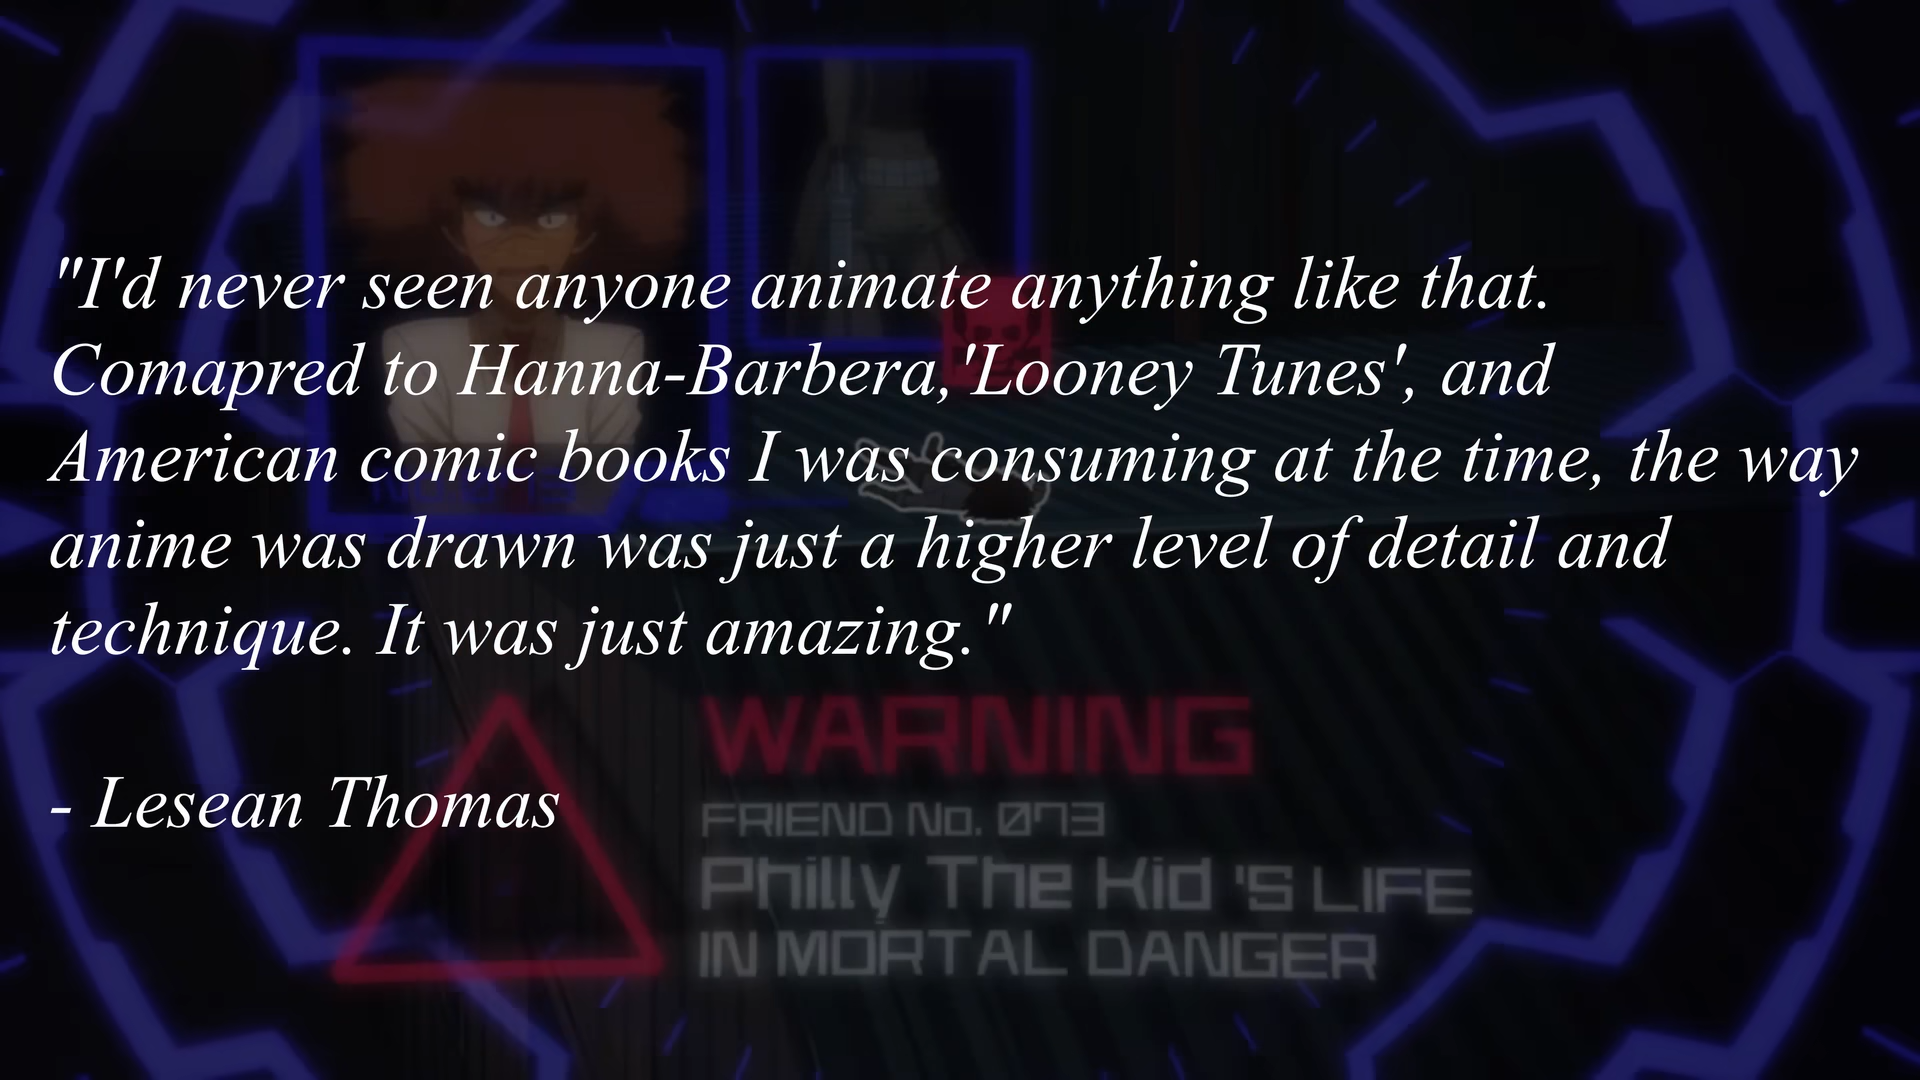 "I'd never seen anyone animate anything like that.
Comapred to Hanna-Barbera,'Looney Tunes', and
American comic books I was consuming at the time, the way
anime was drawn was just a higher level of detail and
technique. It was just amazing."
- Lesean Thomas
WARNING
FRIEND No. 073
Philly The Kid 'S LIFE
IN MORTAL DANGER